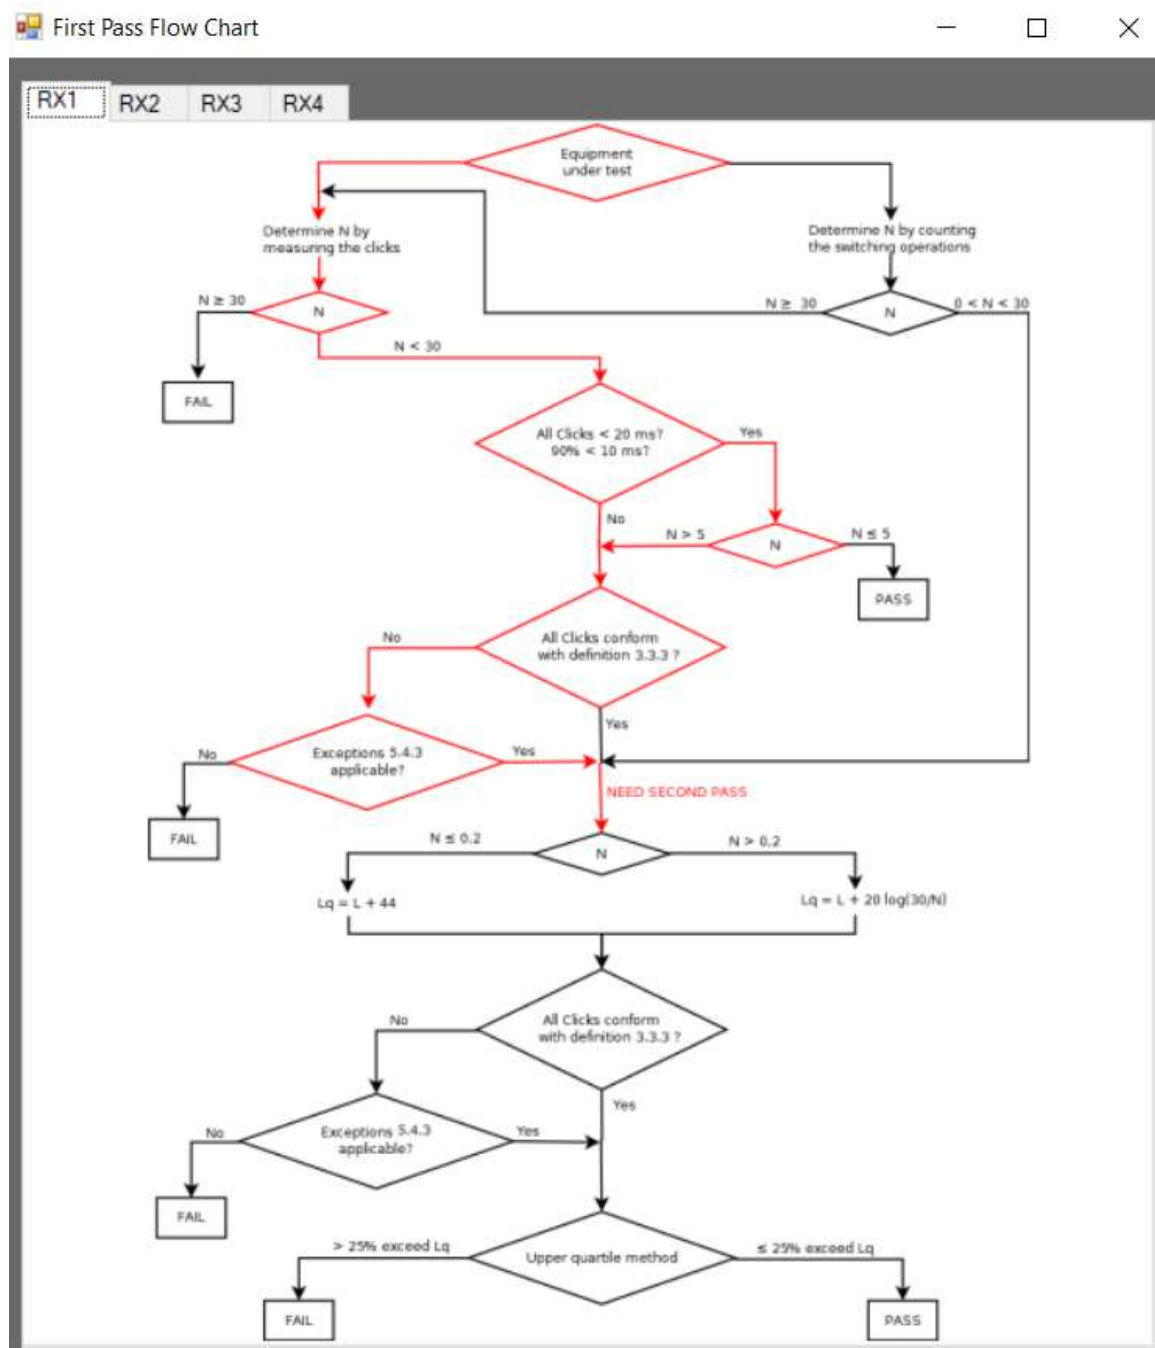 First Pass Flow Chart
RX1
RX2
RX3
RX4
Equipment
under test
Determine N by
measuring the clicks
Determine N by counting
the switching operations
N ≥ 30
N
N ≥ 30
N
0 < N < 30
N < 30
FAIL
All Clicks < 20 ms?
90% < 10 ms?
Yes
No
N > 5
N
N ≤ 5
PASS
All Clicks conform
with definition 3.3.3 ?
No
Yes
No
Exceptions 5.4.3
applicable?
Yes
NEED SECOND PASS
FAIL
N ≤ 0.2
N
N > 0.2
Lq = L + 44
Lq = L + 20 log(30/N)
All Clicks conform
with definition 3.3.3 ?
No
Yes
No
Exceptions 5.4.3
applicable?
Yes
FAIL
> 25% exceed Lq
Upper quartile method
≤ 25% exceed Lq
FAIL
PASS